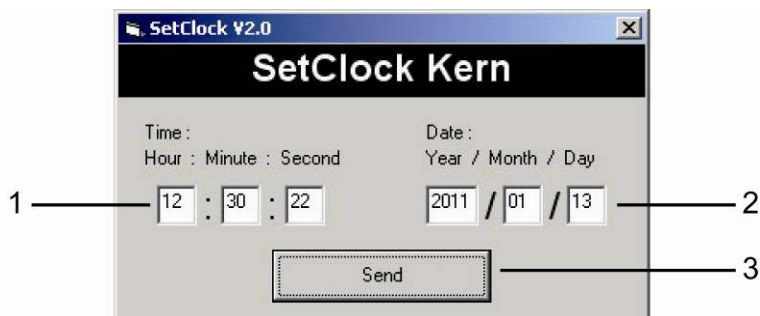 SetClock V2.0
SetClock Kern
Time :
Hour : Minute : Second
Date :
Year / Month / Day
1
12 : 30 : 22
2011 / 01 / 13
2
Send
3